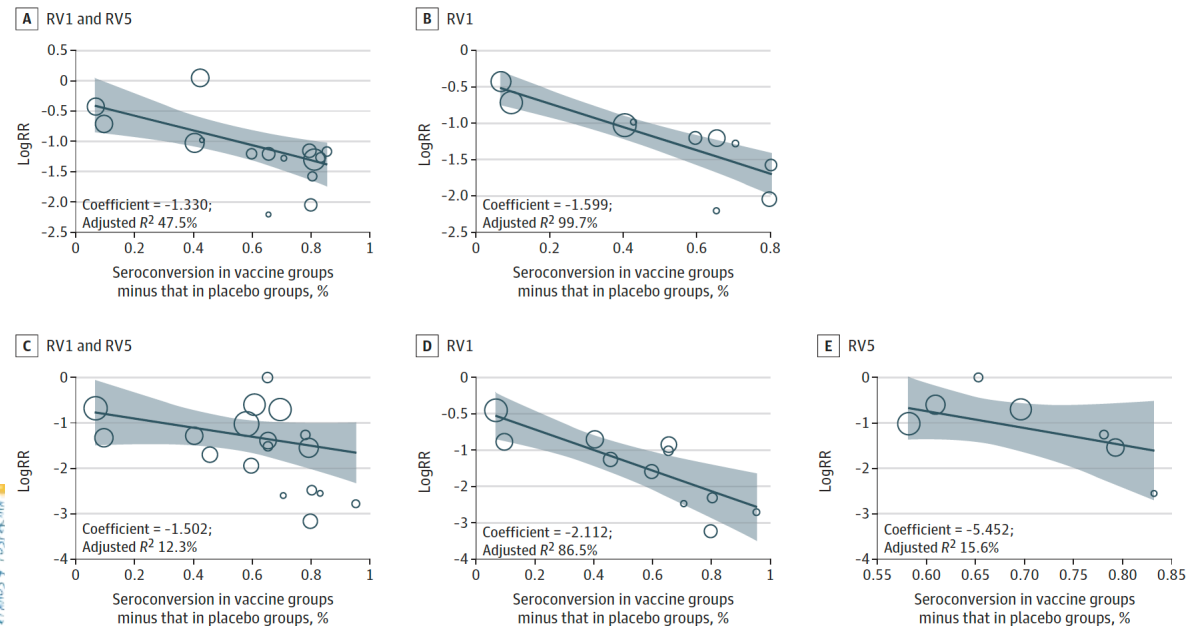 A RV1 and RV5
0.5
0
−0.5
−1.0
−1.5
−2.0
−2.5
LogRR
Coefficient = −1.330;
Adjusted R2 47.5%
0 0.2 0.4 0.6 0.8 1
Seroconversion in vaccine groups
minus that in placebo groups, %
B RV1
0
−0.5
−1.0
−1.5
−2.0
−2.5
LogRR
Coefficient = −1.599;
Adjusted R2 99.7%
0 0.2 0.4 0.6 0.8
Seroconversion in vaccine groups
minus that in placebo groups, %
C RV1 and RV5
0
−1
−2
−3
−4
LogRR
Coefficient = −1.502;
Adjusted R2 12.3%
0 0.2 0.4 0.6 0.8 1
Seroconversion in vaccine groups
minus that in placebo groups, %
D RV1
0
−0.5
−1
−2
−3
−4
LogRR
Coefficient = −2.112;
Adjusted R2 86.5%
0 0.2 0.4 0.6 0.8 1
Seroconversion in vaccine groups
minus that in placebo groups, %
E RV5
0
−1
−2
−3
−4
LogRR
Coefficient = −5.452;
Adjusted R2 15.6%
0.55 0.60 0.65 0.70 0.75 0.80 0.85
Seroconversion in vaccine groups
minus that in placebo groups, %